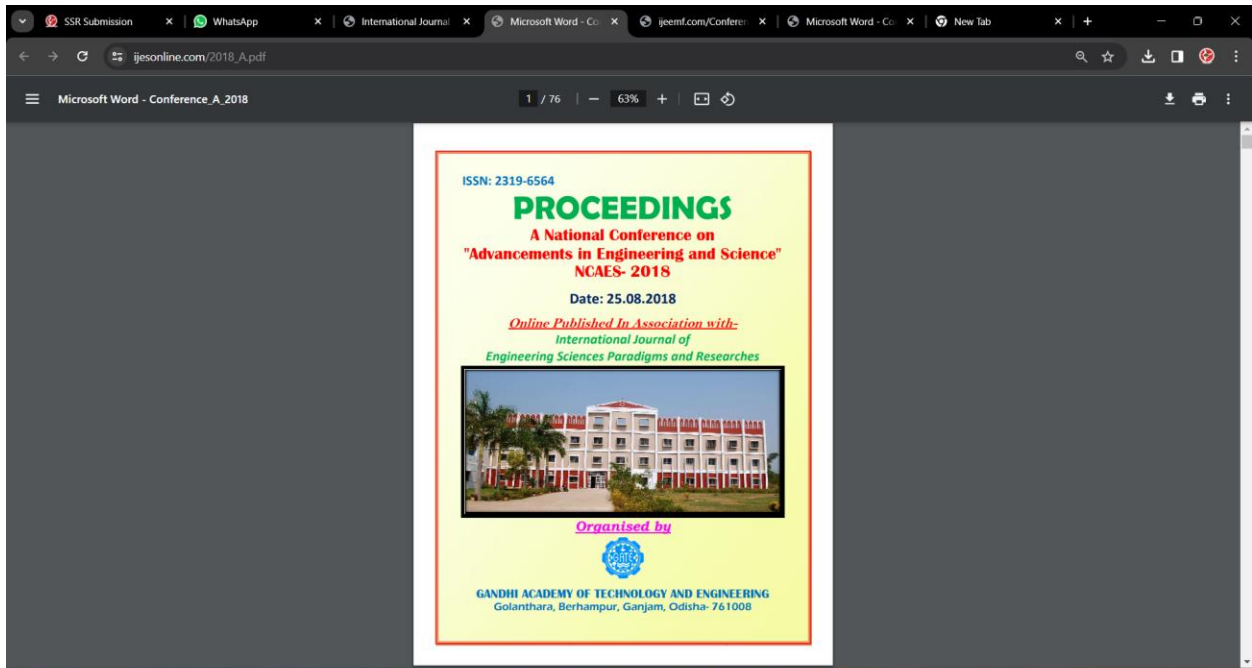 SSR Submission
WhatsApp
International Journal
Microsoft Word - Co
ijeemf.com/Conferen
Microsoft Word - Co
New Tab
ijesonline.com/2018_A.pdf
Microsoft Word - Conference_A_2018
1 / 76
63%
ISSN: 2319-6564
PROCEEDINGS
A National Conference on
"Advancements in Engineering and Science"
NCAES- 2018
Date: 25.08.2018
Online Published In Association with-
International Journal of
Engineering Sciences Paradigms and Researches
Organised by
GATE
GANDHI ACADEMY OF TECHNOLOGY AND ENGINEERING
Golanthara, Berhampur, Ganjam, Odisha- 761008